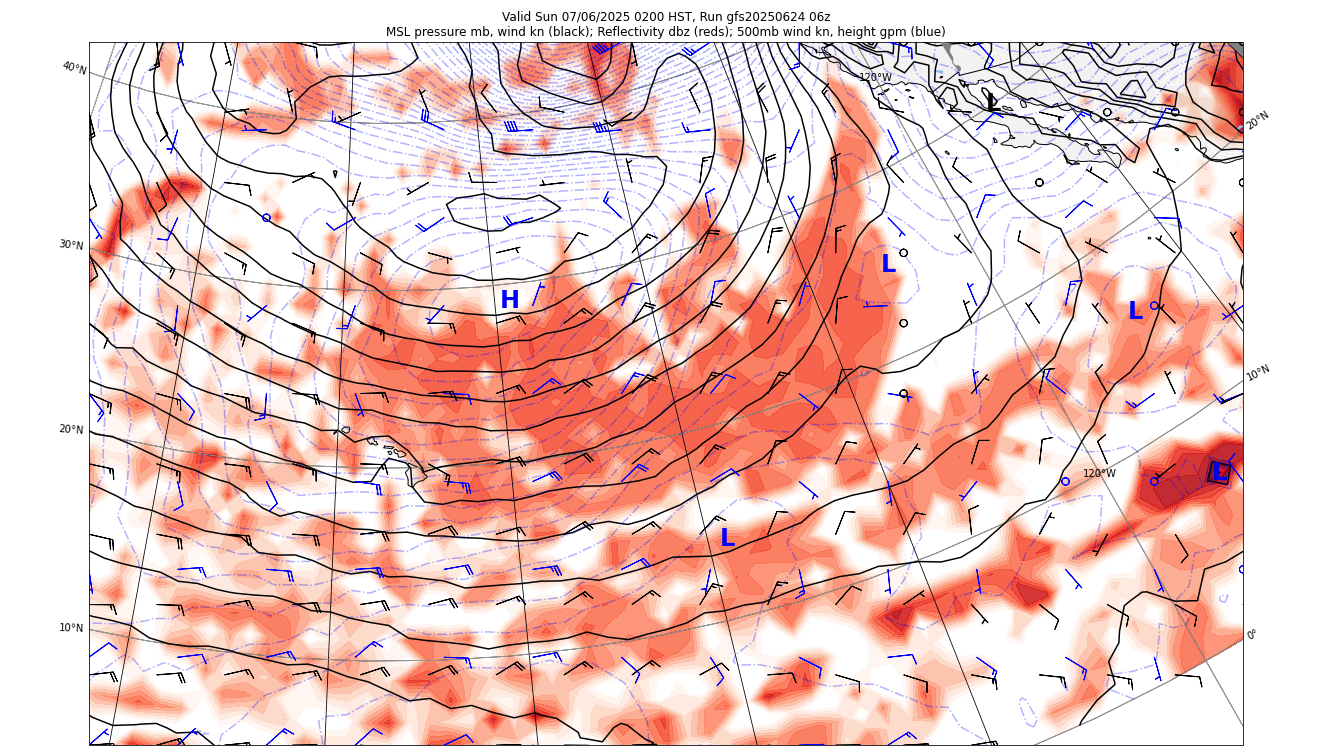 Valid Sun 07/06/2025 0200 HST, Run gfs20250624 06z
MSL pressure mb, wind kn (black); Reflectivity dbz (reds); 500mb wind kn, height gpm (blue)
40°N
120°W
L
20°N
30°N
L
H
L
10°N
20°N
120°W
L
L
10°N
0°